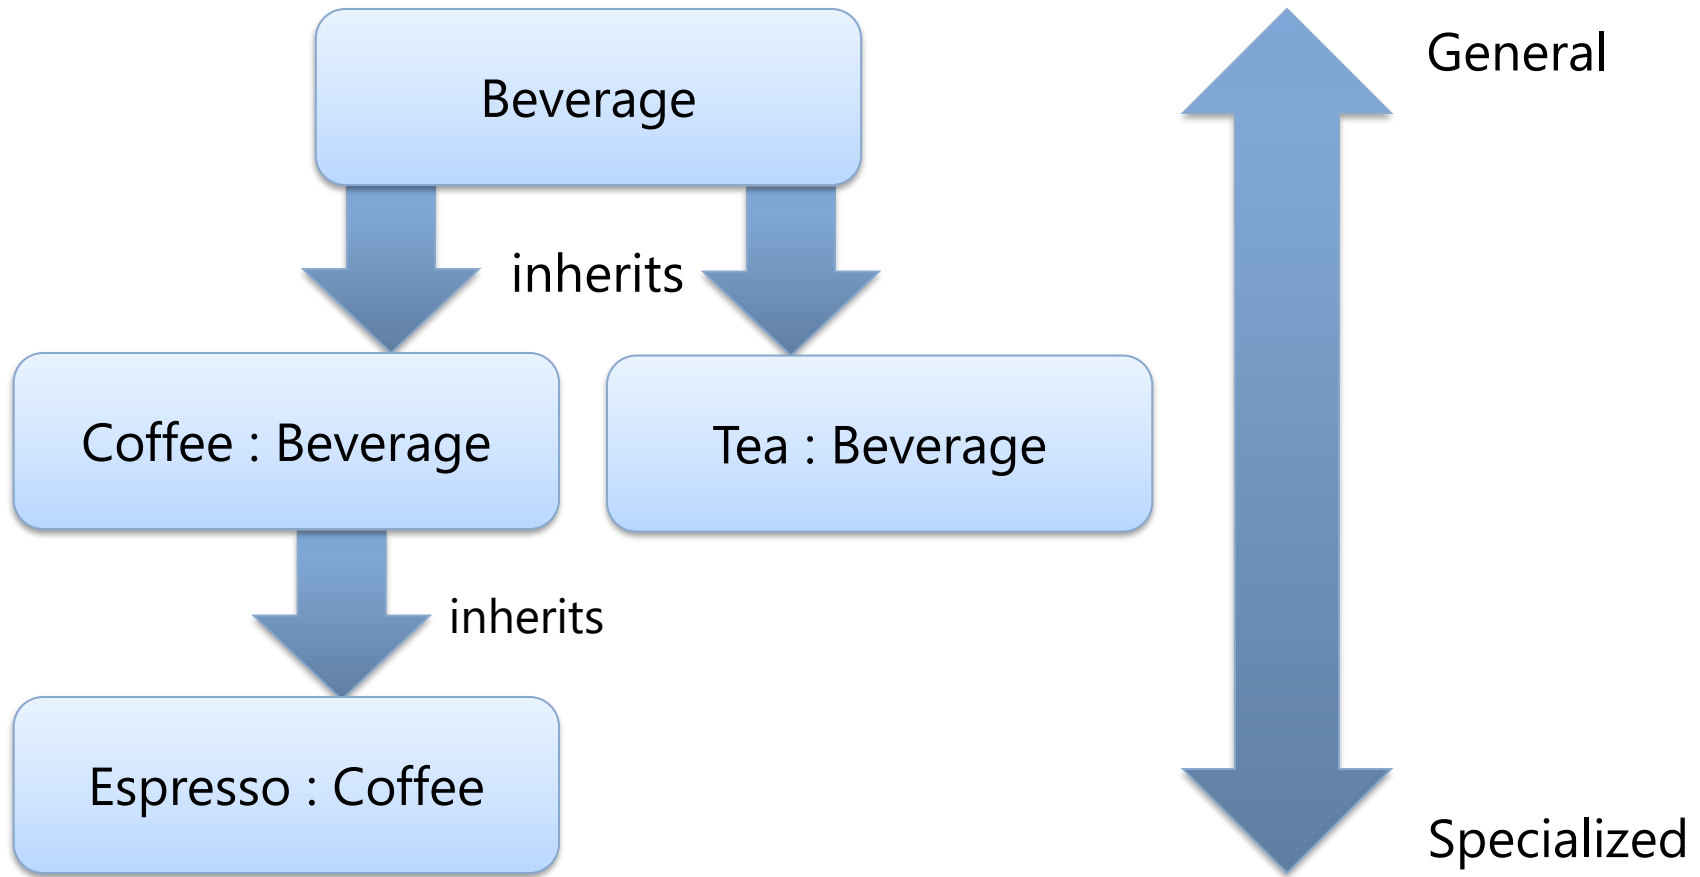 Beverage
General
inherits
Coffee : Beverage
Tea : Beverage
inherits
Espresso : Coffee
Specialized